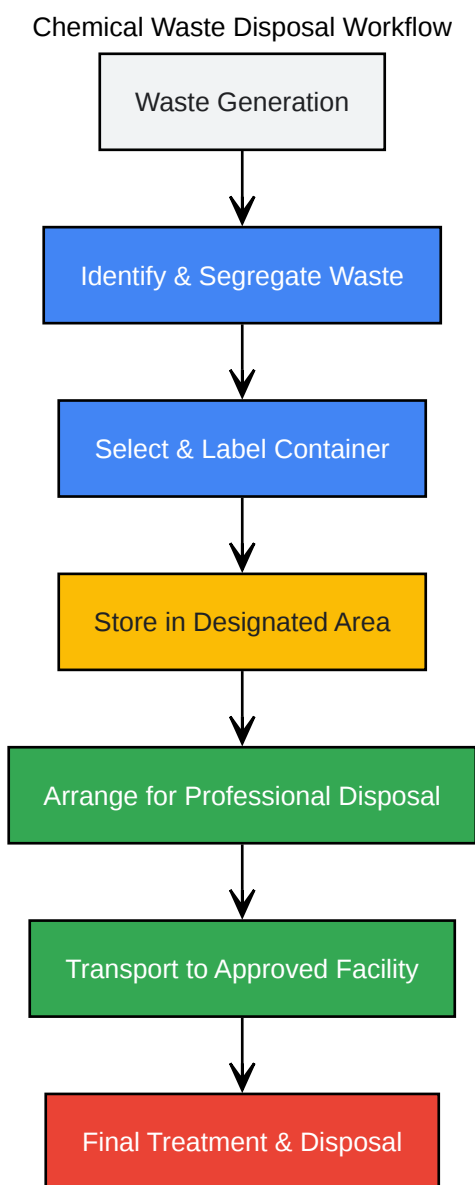 Chemical Waste Disposal Workflow
Waste Generation
Identify & Segregate Waste
Select & Label Container
Store in Designated Area
Arrange for Professional Disposal
Transport to Approved Facility
Final Treatment & Disposal